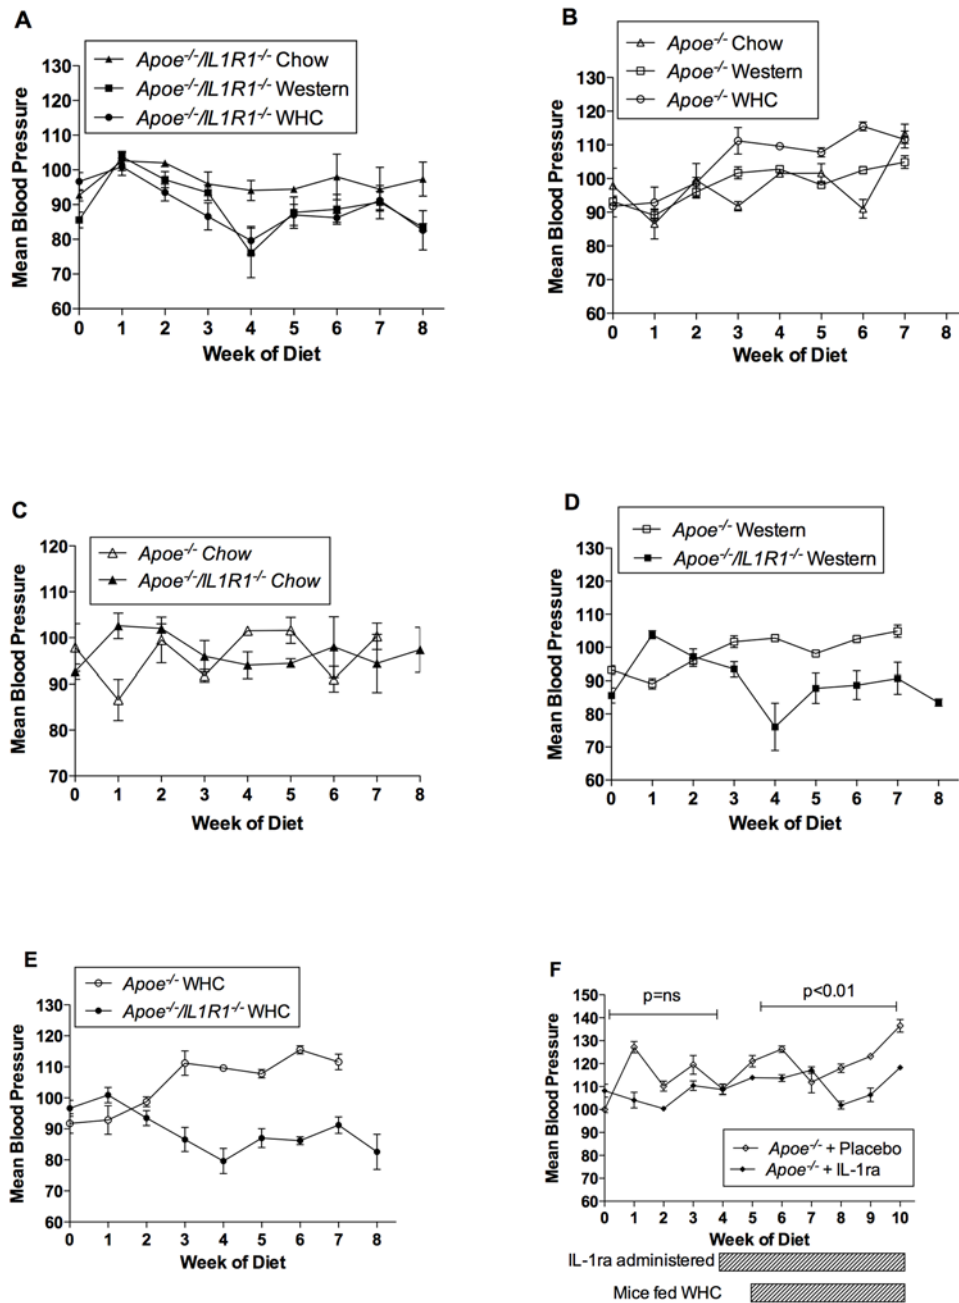 A
Apoe-/-/IL1R1-/- Chow
Apoe-/-/IL1R1-/- Western
Apoe-/-/IL1R1-/- WHC
Mean Blood Pressure
130
120
110
100
90
80
70
60
0 1 2 3 4 5 6 7 8
Week of Diet
B
Apoe-/- Chow
Apoe-/- Western
Apoe-/- WHC
Mean Blood Pressure
130
120
110
100
90
80
70
60
0 1 2 3 4 5 6 7 8
Week of Diet
C
Apoe-/- Chow
Apoe-/-/IL1R1-/- Chow
Mean Blood Pressure
120
110
100
90
80
70
0 1 2 3 4 5 6 7 8
Week of Diet
D
Apoe-/- Western
Apoe-/-/IL1R1-/- Western
Mean Blood Pressure
130
120
110
100
90
80
70
60
0 1 2 3 4 5 6 7 8
Week of Diet
E
Apoe-/- WHC
Apoe-/-/IL1R1-/- WHC
Mean Blood Pressure
130
120
110
100
90
80
70
60
0 1 2 3 4 5 6 7 8
Week of Diet
F
p=ns
p<0.01
Mean Blood Pressure
150
140
130
120
110
100
90
80
70
60
Apoe-/- + Placebo
Apoe-/- + IL-1ra
0 1 2 3 4 5 6 7 8 9 10
Week of Diet
IL-1ra administered
Mice fed WHC